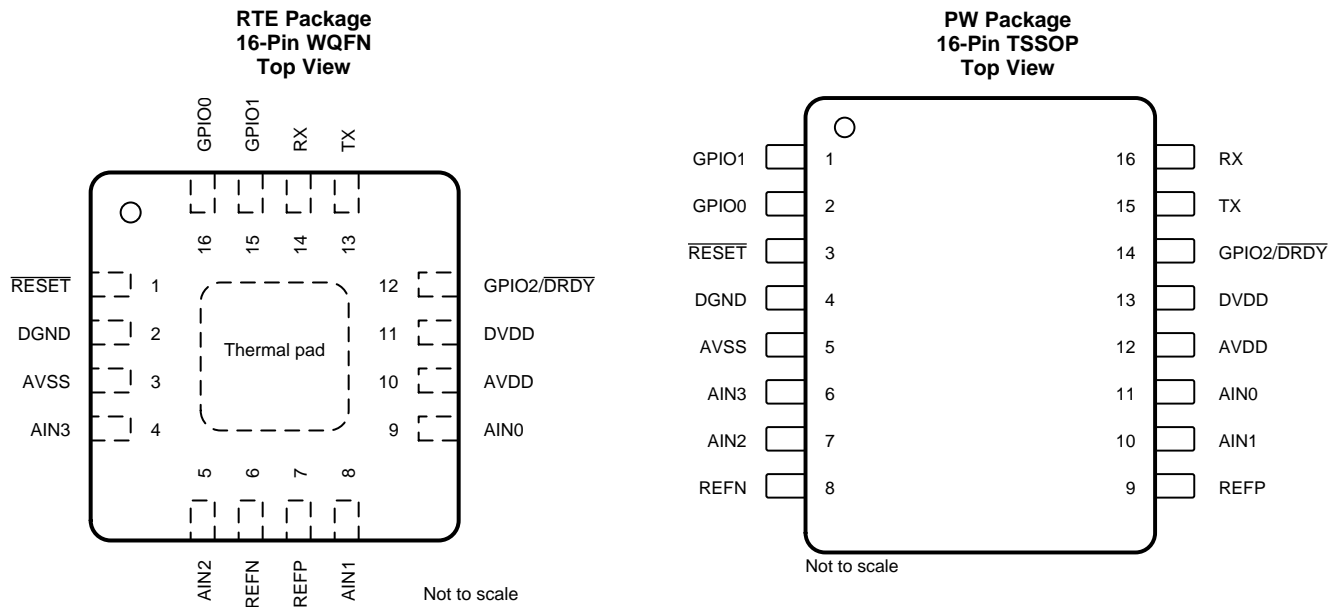 RTE Package
16-Pin WQFN
Top View
GPIO0
GPIO1
RX
TX
16
15
14
13
RESET
1
12
GPIO2/DRDY
DGND
2
11
DVDD
Thermal pad
AVSS
3
10
AVDD
AIN3
4
9
AIN0
5
6
7
8
AIN2
REFN
REFP
AIN1
Not to scale
PW Package
16-Pin TSSOP
Top View
GPIO1
1
16
RX
GPIO0
2
15
TX
RESET
3
14
GPIO2/DRDY
DGND
4
13
DVDD
AVSS
5
12
AVDD
AIN3
6
11
AIN0
AIN2
7
10
AIN1
REFN
8
9
REFP
Not to scale